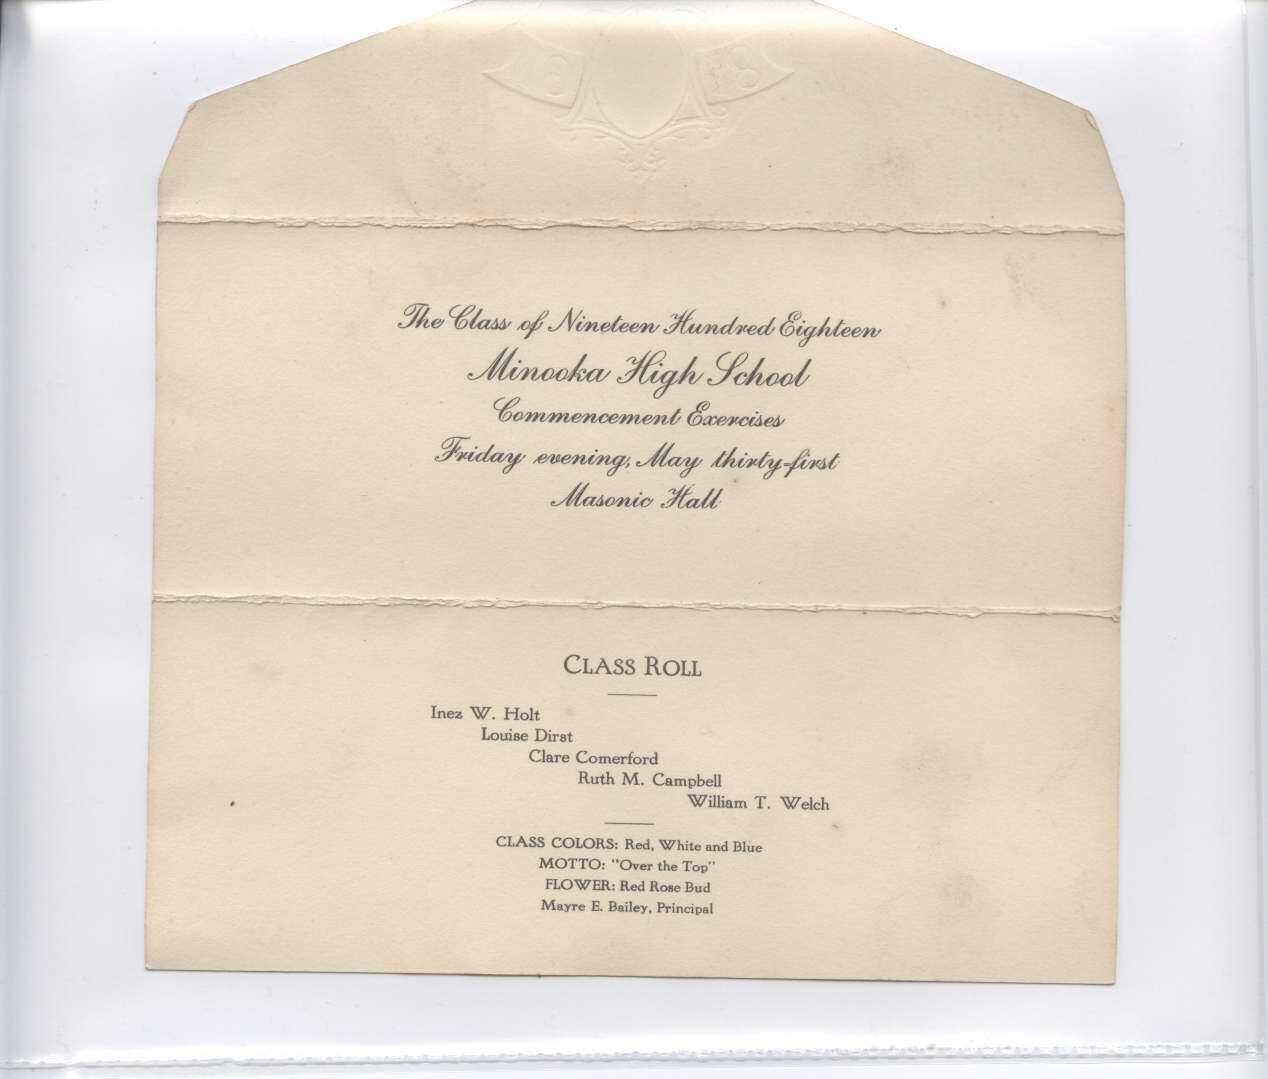 The Class of Nineteen Hundred Eighteen
Minooka High School
Commencement Exercises
Friday evening, May thirty-first
Masonic Hall
CLASS ROLL
Inez W. Holt
Louise Dirst
Clare Comerford
Ruth M. Campbell
William T. Welch
CLASS COLORS: Red, White and Blue
MOTTO: "Over the Top"
FLOWER: Red Rose Bud
Mayre E. Bailey, Principal